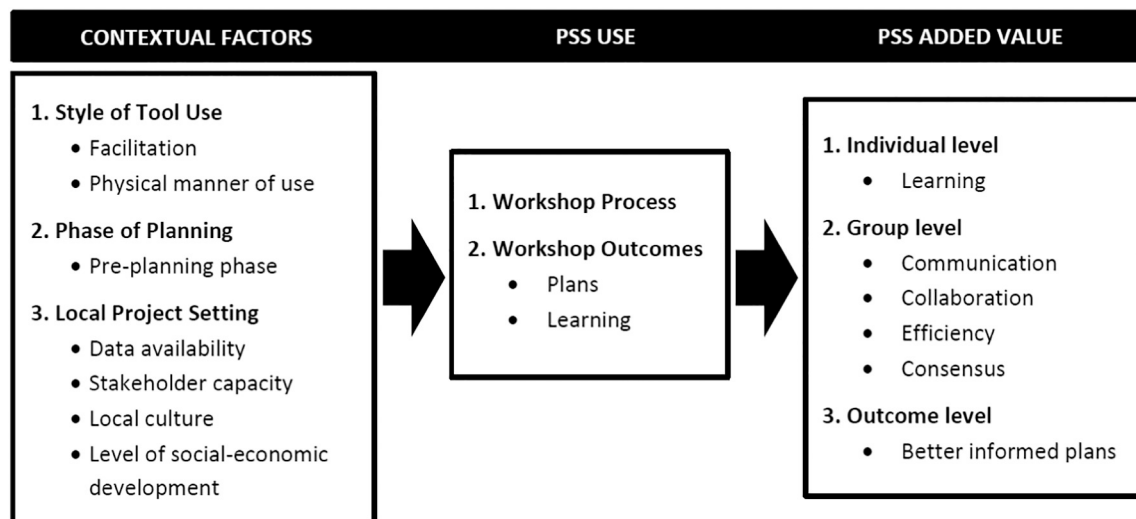 CONTEXTUAL FACTORS
PSS USE
PSS ADDED VALUE
1. Style of Tool Use
• Facilitation
• Physical manner of use
2. Phase of Planning
• Pre-planning phase
3. Local Project Setting
• Data availability
• Stakeholder capacity
• Local culture
• Level of social-economic
development
1. Workshop Process
2. Workshop Outcomes
• Plans
• Learning
1. Individual level
• Learning
2. Group level
• Communication
• Collaboration
• Efficiency
• Consensus
3. Outcome level
• Better informed plans